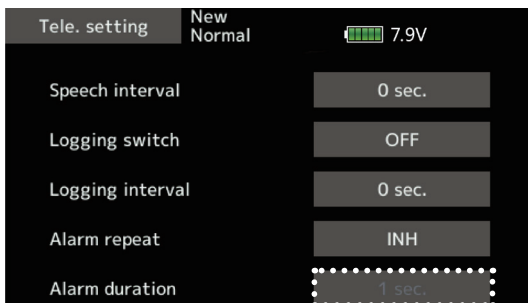 Tele. setting
New
Normal
7.9V
Speech interval 0 sec.
Logging switch OFF
Logging interval 0 sec.
Alarm repeat INH
Alarm duration 1 sec.